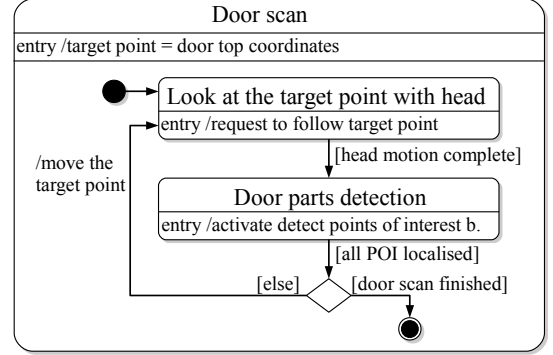 Door scan
entry /target point = door top coordinates
Look at the target point with head
entry /request to follow target point
/move the
target point
[head motion complete]
Door parts detection
entry /activate detect points of interest b.
[all POI localised]
[else]
[door scan finished]